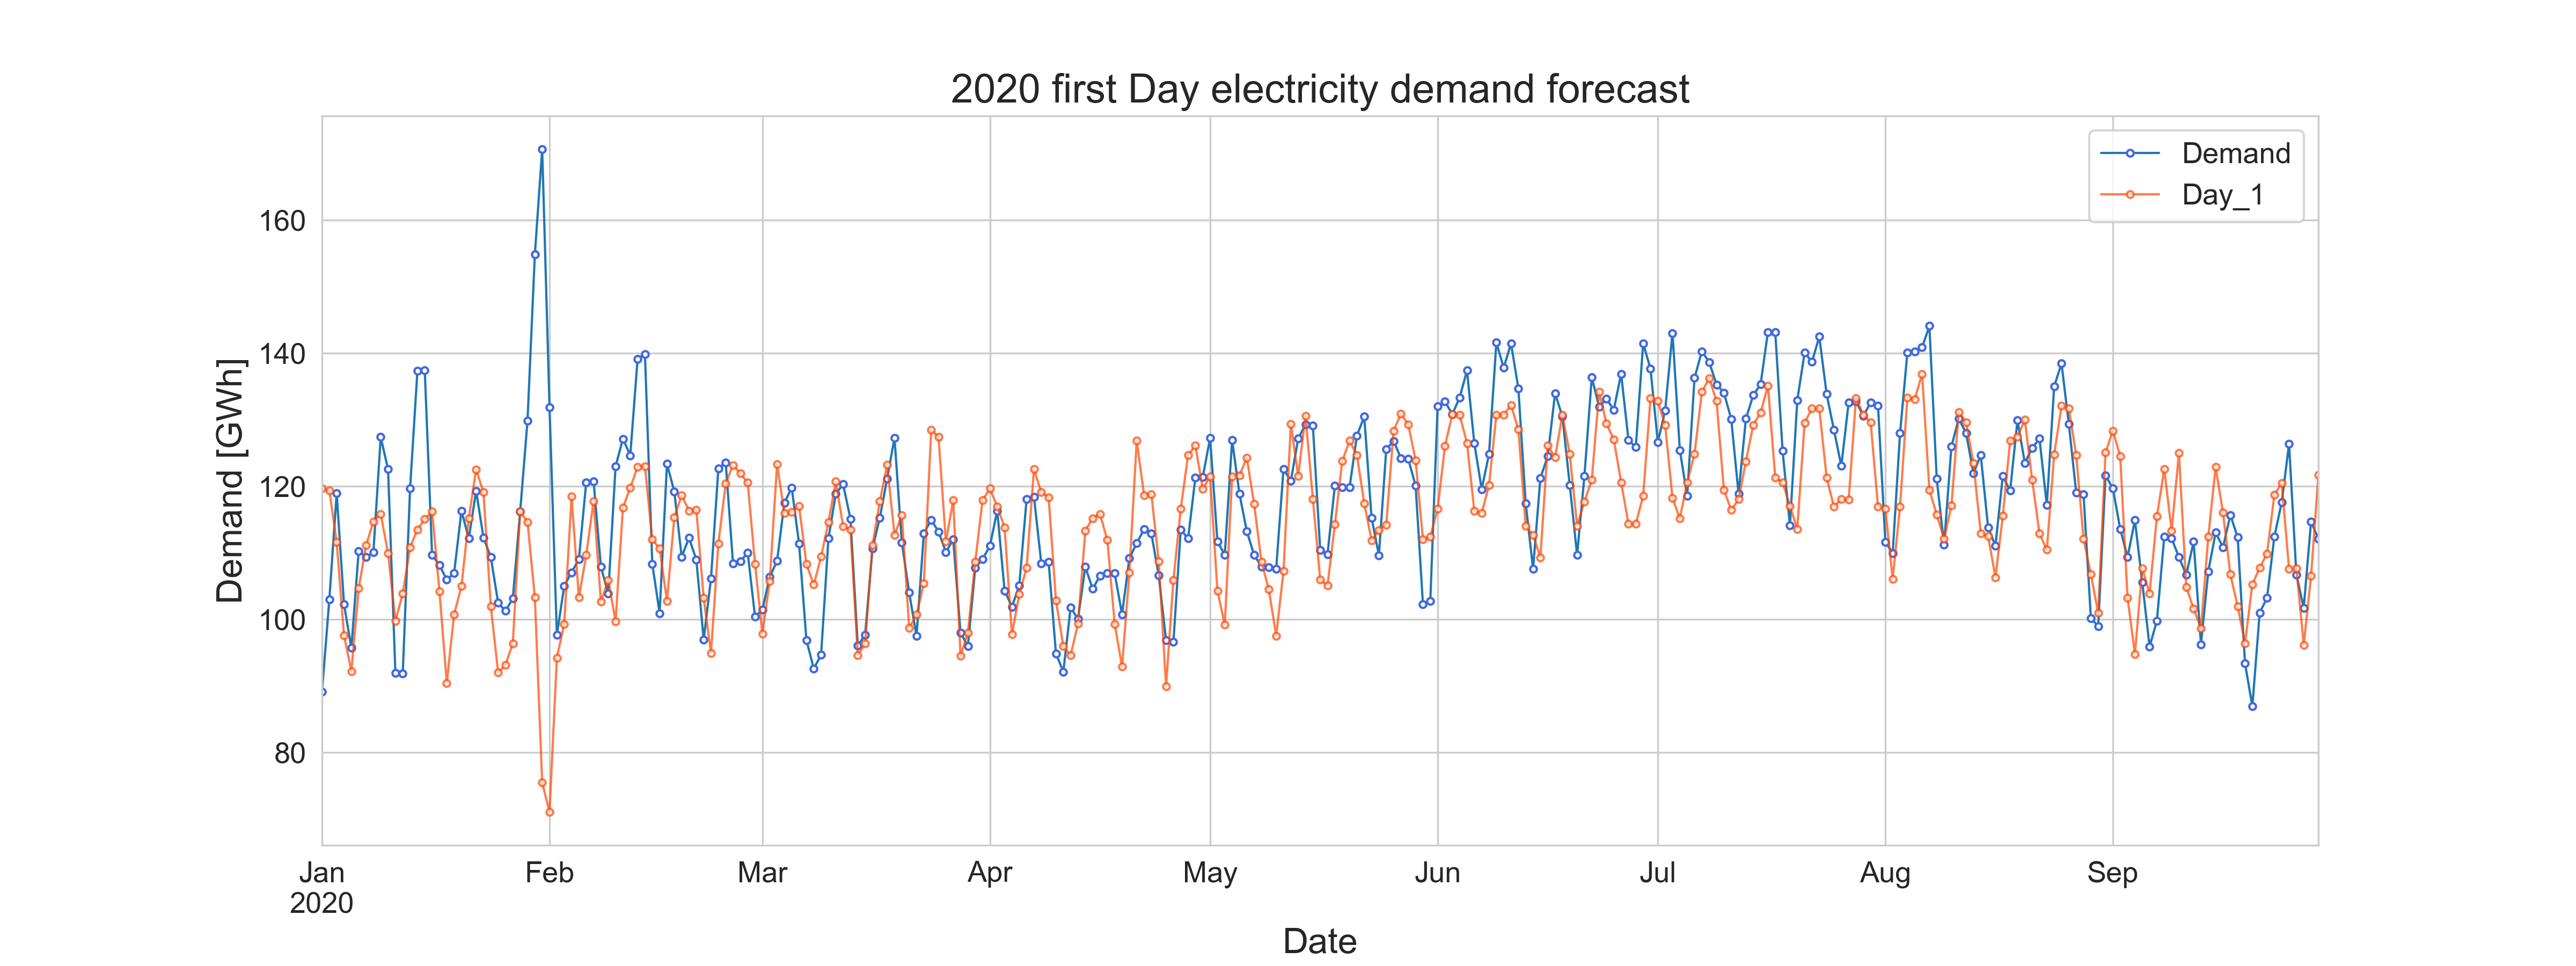 2020 first Day electricity demand forecast
Demand
Day_1
Demand [GWh]
160
140
120
100
80
Jan Feb Mar Apr May Jun Jul Aug Sep
2020
Date